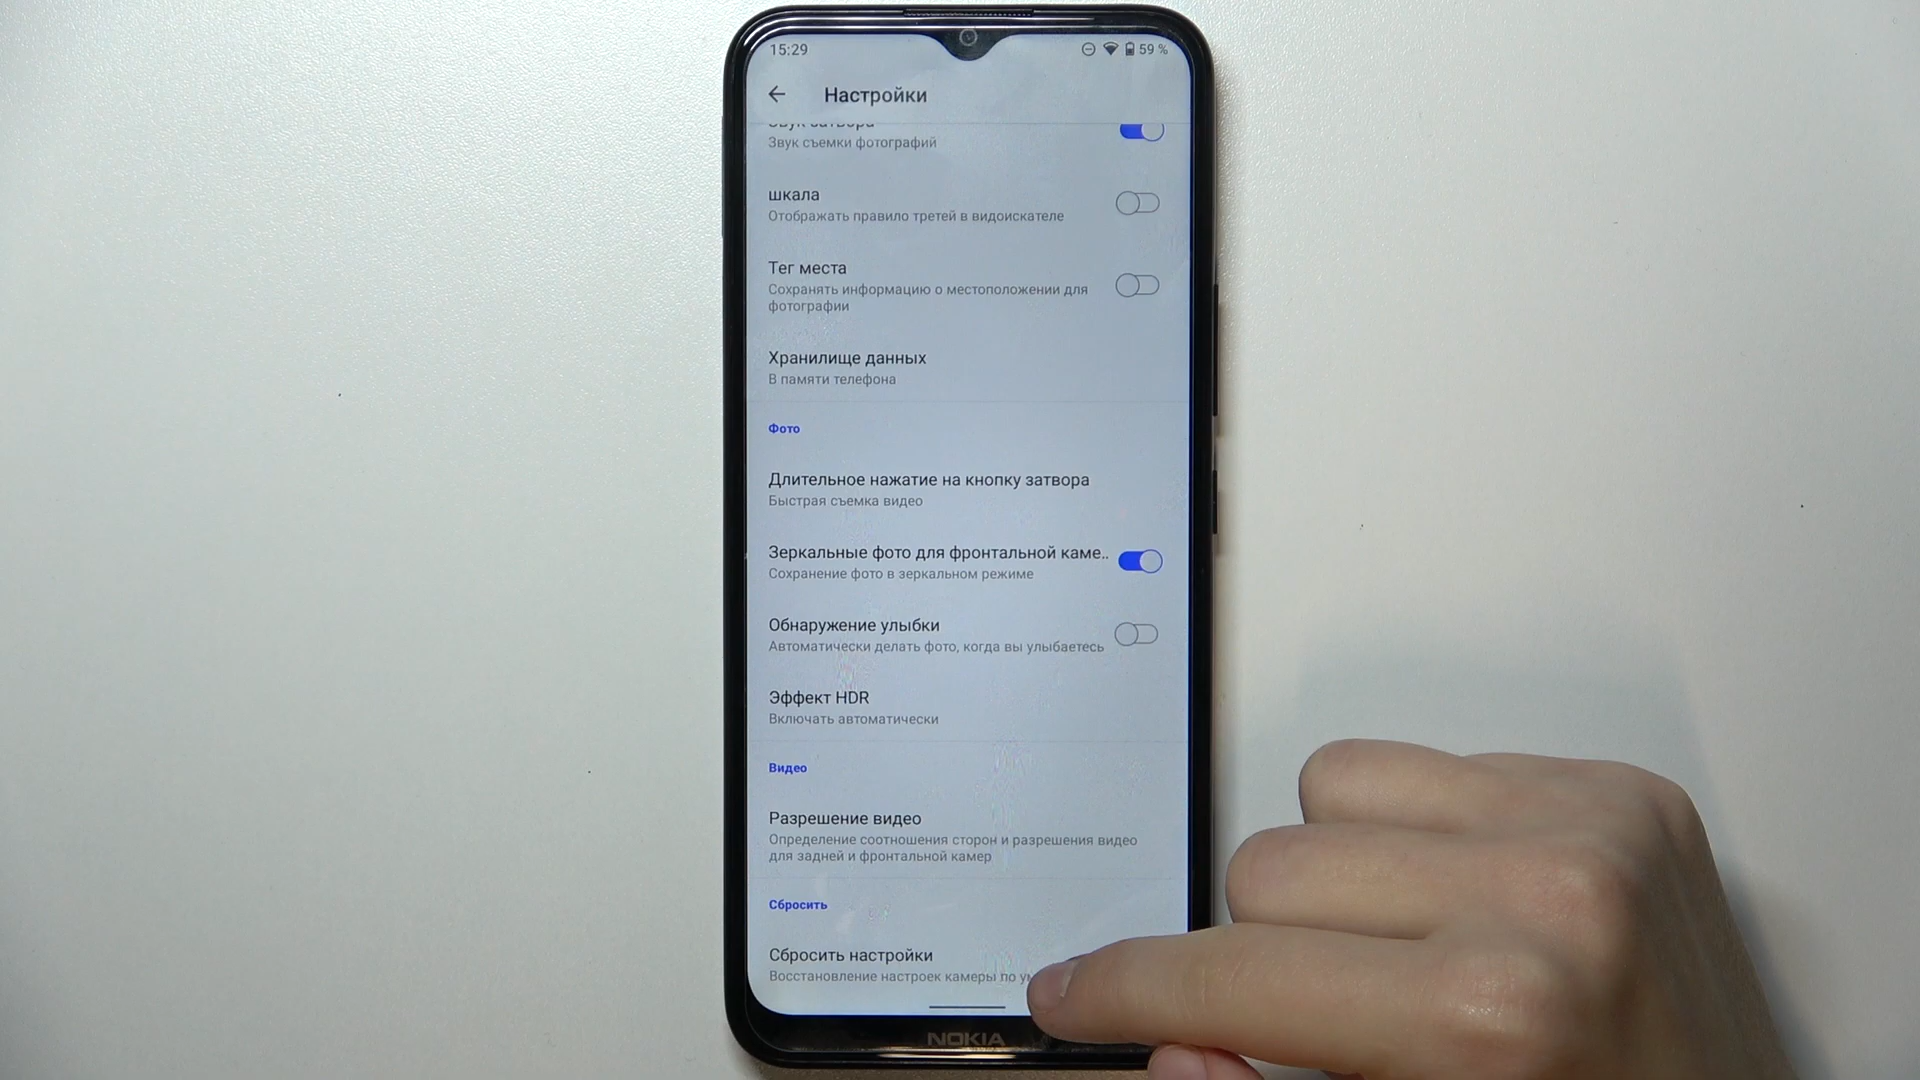 15:29
59 %
Настройки
Звук затвора
Звук съемки фотографий
шкала
Отображать правило третей в видоискателе
Тег места
Сохранять информацию о местоположении для
фотографии
Хранилище данных
В памяти телефона
Фото
Длительное нажатие на кнопку затвора
Быстрая съемка видео
Зеркальные фото для фронтальной каме..
Сохранение фото в зеркальном режиме
Обнаружение улыбки
Автоматически делать фото, когда вы улыбаетесь
Эффект HDR
Включать автоматически
Видео
Разрешение видео
Определение соотношения сторон и разрешения видео
для задней и фронтальной камер
Сбросить
Сбросить настройки
Восстановление настроек камеры по
NOKIA